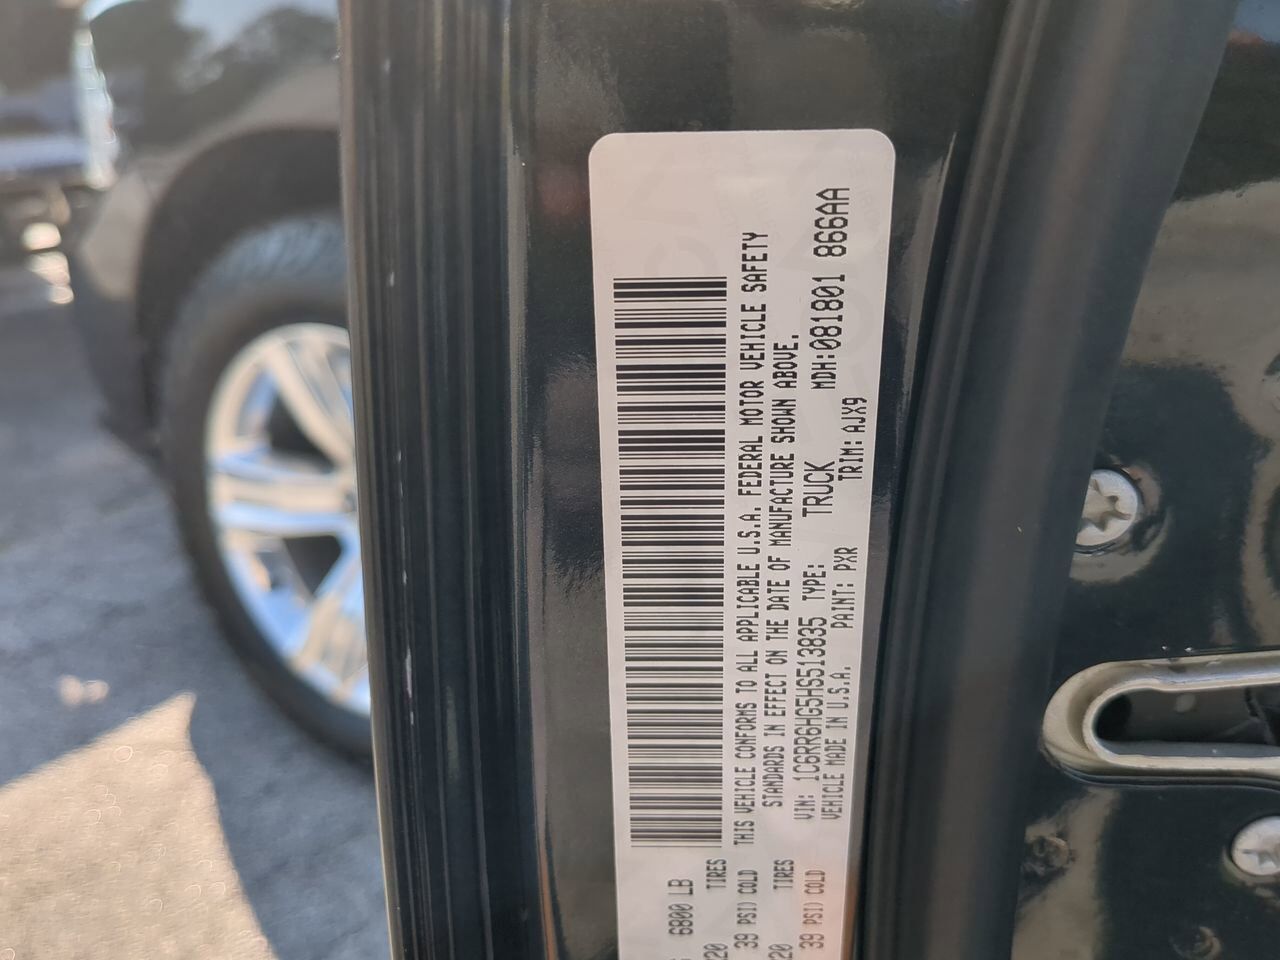 6800 LB
20 TIRES
39 PSI) COLD
20 TIRES
39 PSI) COLD
THIS VEHICLE CONFORMS TO ALL APPLICABLE U.S.A. FEDERAL MOTOR VEHICLE SAFETY
STANDARDS IN EFFECT ON THE DATE OF MANUFACTURE SHOWN ABOVE.
VIN: 1C6RR6HG5HS513835 TYPE: TRUCK MDH:081801 866AA
VEHICLE MADE IN U.S.A. PAINT: PXR TRIM: AJX9